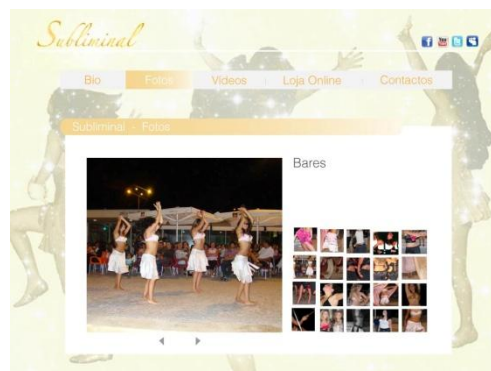 Subliminal
Bio Fotos Videos Loja Online Contactos
Subliminal - Fotos
Bares